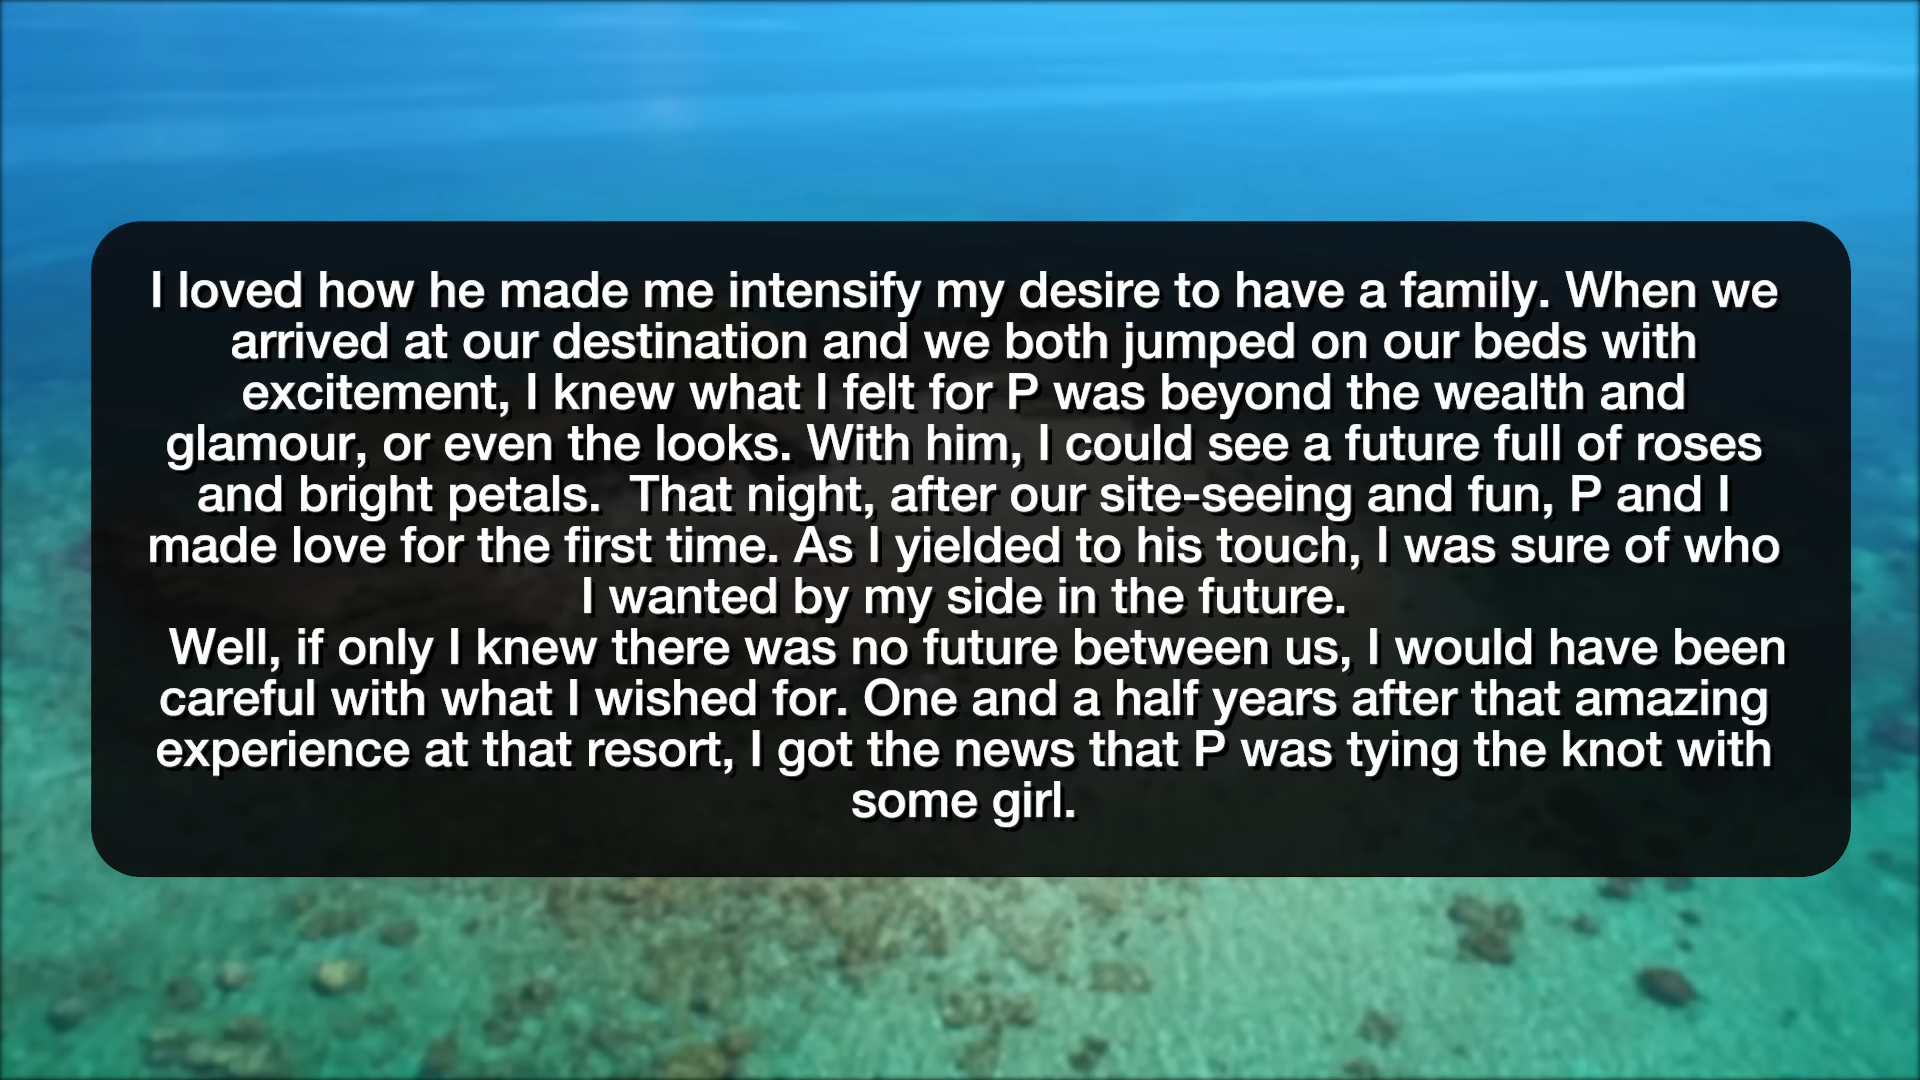 I loved how he made me intensify my desire to have a family. When we
arrived at our destination and we both jumped on our beds with
excitement, I knew what I felt for P was beyond the wealth and
glamour, or even the looks. With him, I could see a future full of roses
and bright petals.  That night, after our site-seeing and fun, P and I
made love for the first time. As I yielded to his touch, I was sure of who
I wanted by my side in the future.
Well, if only I knew there was no future between us, I would have been
careful with what I wished for. One and a half years after that amazing
experience at that resort, I got the news that P was tying the knot with
some girl.